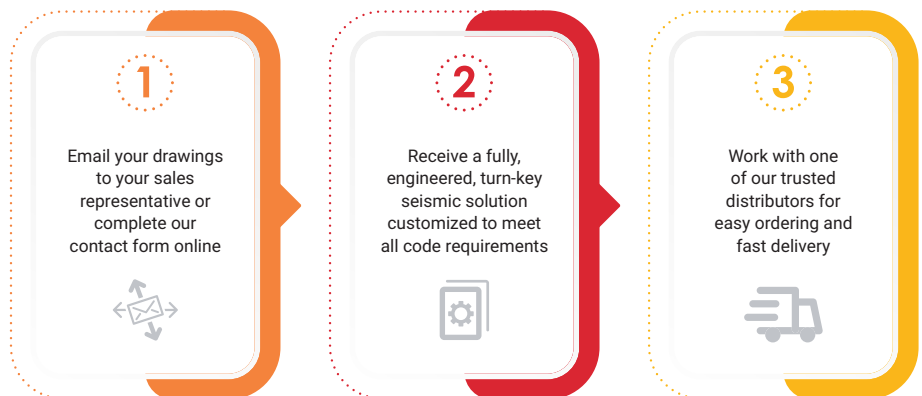 1
Email your drawings
to your sales
representative or
complete our
contact form online
2
Receive a fully,
engineered, turn-key
seismic solution
customized to meet
all code requirements
3
Work with one
of our trusted
distributors for
easy ordering and
fast delivery